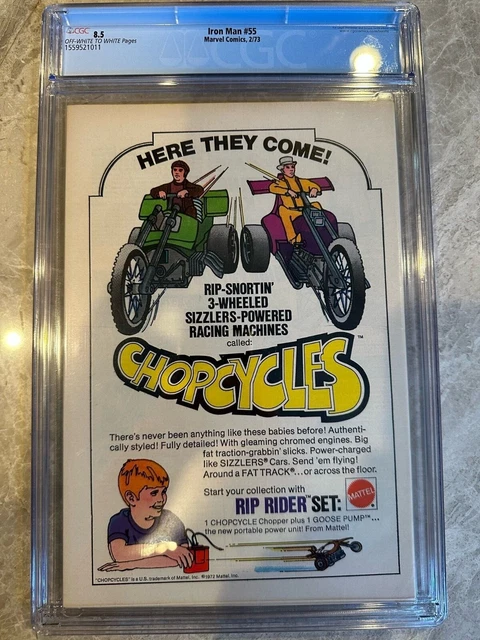 CGC 8.5
OFF-WHITE TO WHITE Pages
1559521011
Iron Man #55
Marvel Comics, 2/73
CGC
HERE THEY COME!
RIP-SNORTIN'
3-WHEELED
SIZZLERS-POWERED
RACING MACHINES
called:
CHOPCYCLES™
There's never been anything like these babies before! Authenti-
cally styled! Fully detailed! With gleaming chromed engines. Big
fat traction-grabbin' slicks. Power-charged
like SIZZLERS® Cars. Send 'em flying!
Around a FAT TRACK®...or across the floor.
Start your collection with
RIP RIDER™ SET:
MATTEL
1 CHOPCYCLE Chopper plus 1 GOOSE PUMP™...
the new portable power unit! From Mattel!
"CHOPCYCLES" is a U.S. trademark of Mattel, Inc. ©1972 Mattel, Inc.